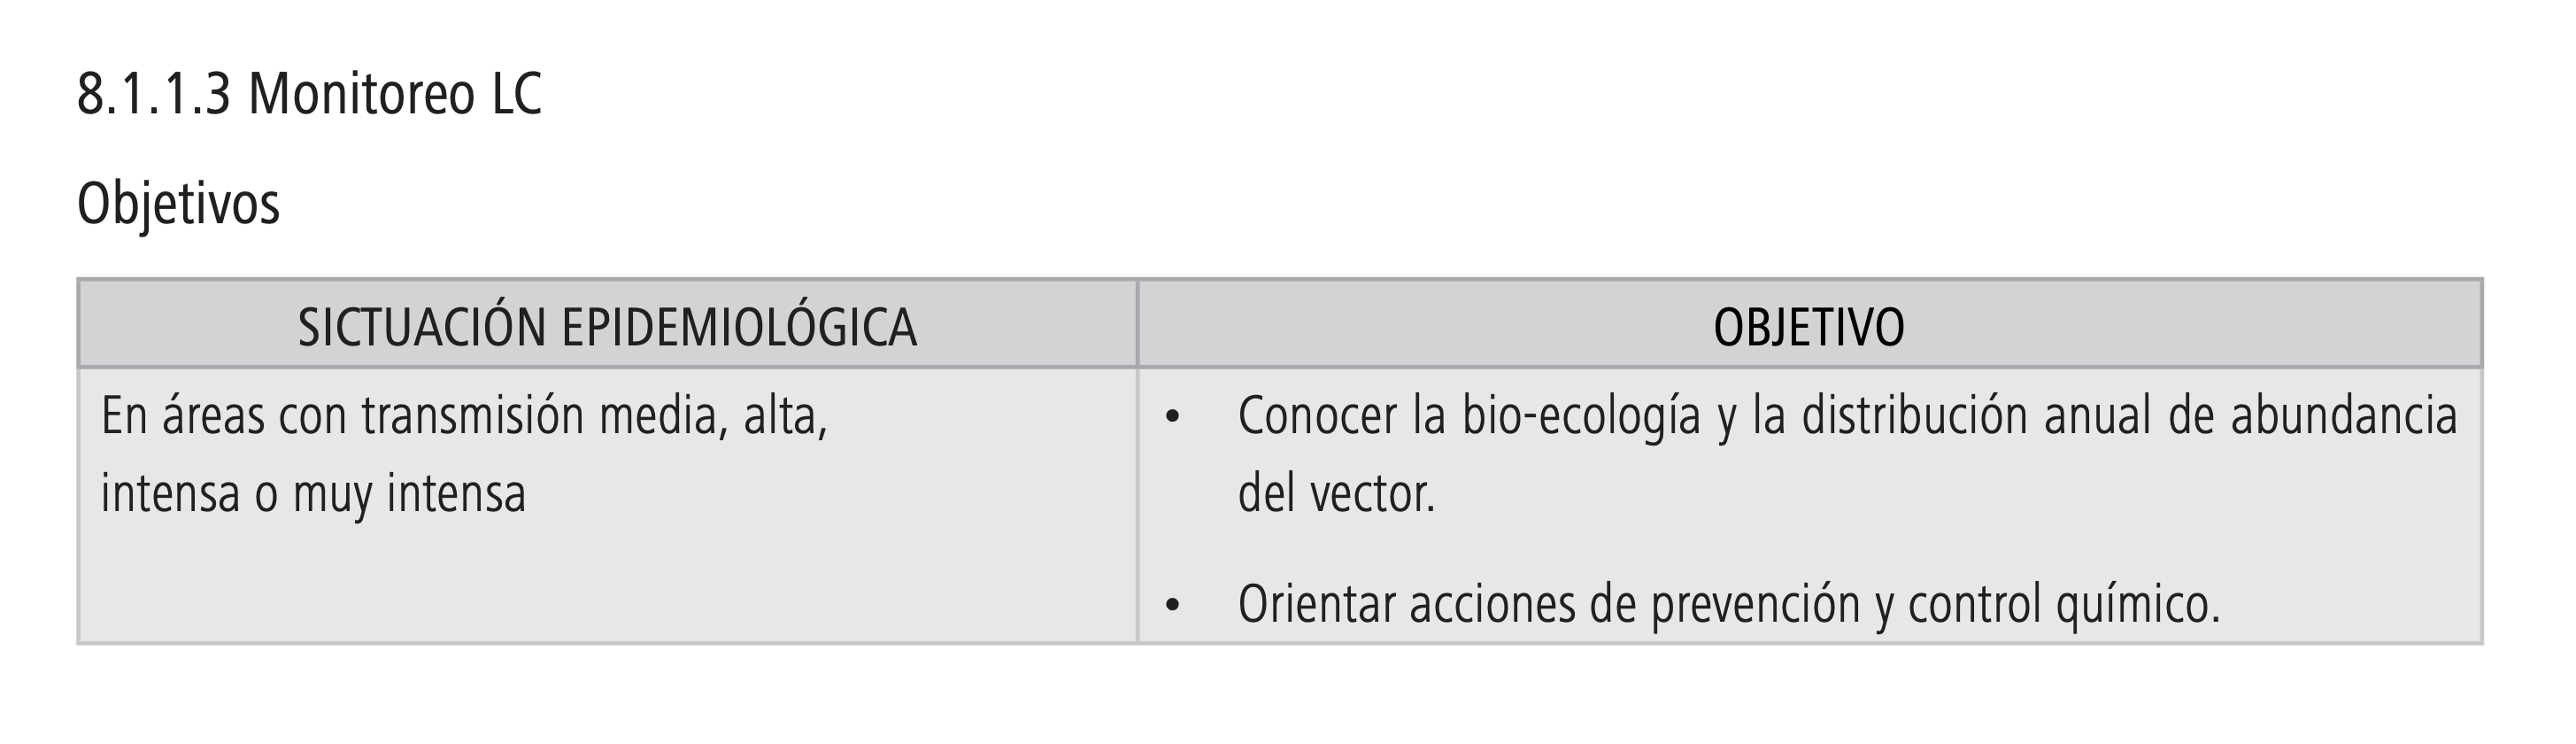 8.1.1.3 Monitoreo LC
Objetivos
SICTUACIÓN EPIDEMIOLÓGICA
OBJETIVO
En áreas con transmisión media, alta,
intensa o muy intensa
• Conocer la bio-ecología y la distribución anual de abundancia
del vector.
• Orientar acciones de prevención y control químico.